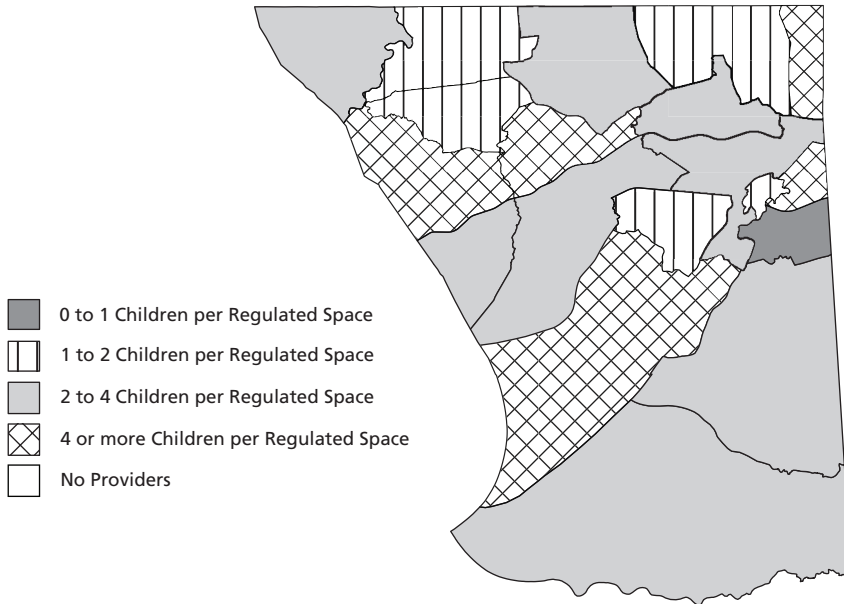 0 to 1 Children per Regulated Space
1 to 2 Children per Regulated Space
2 to 4 Children per Regulated Space
4 or more Children per Regulated Space
No Providers